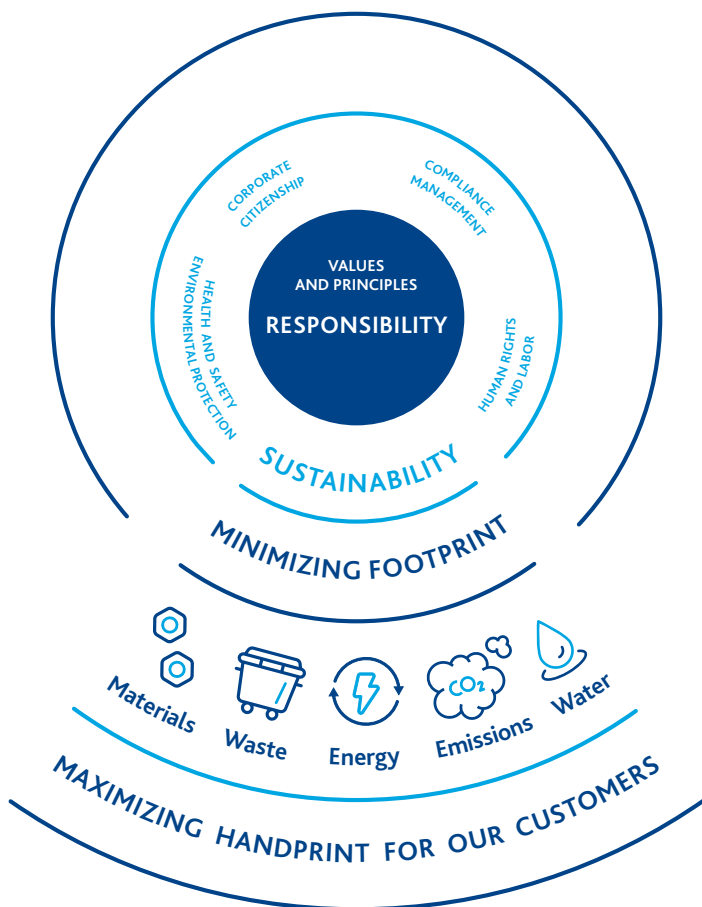 CORPORATE
CITIZENSHIP
COMPLIANCE
MANAGEMENT
VALUES
AND PRINCIPLES
RESPONSIBILITY
HEALTH AND SAFETY
ENVIRONMENTAL PROTECTION
HUMAN RIGHTS
AND LABOR
SUSTAINABILITY
MINIMIZING FOOTPRINT
Materials
Waste
Energy
CO₂
Emissions
Water
MAXIMIZING HANDPRINT FOR OUR CUSTOMERS